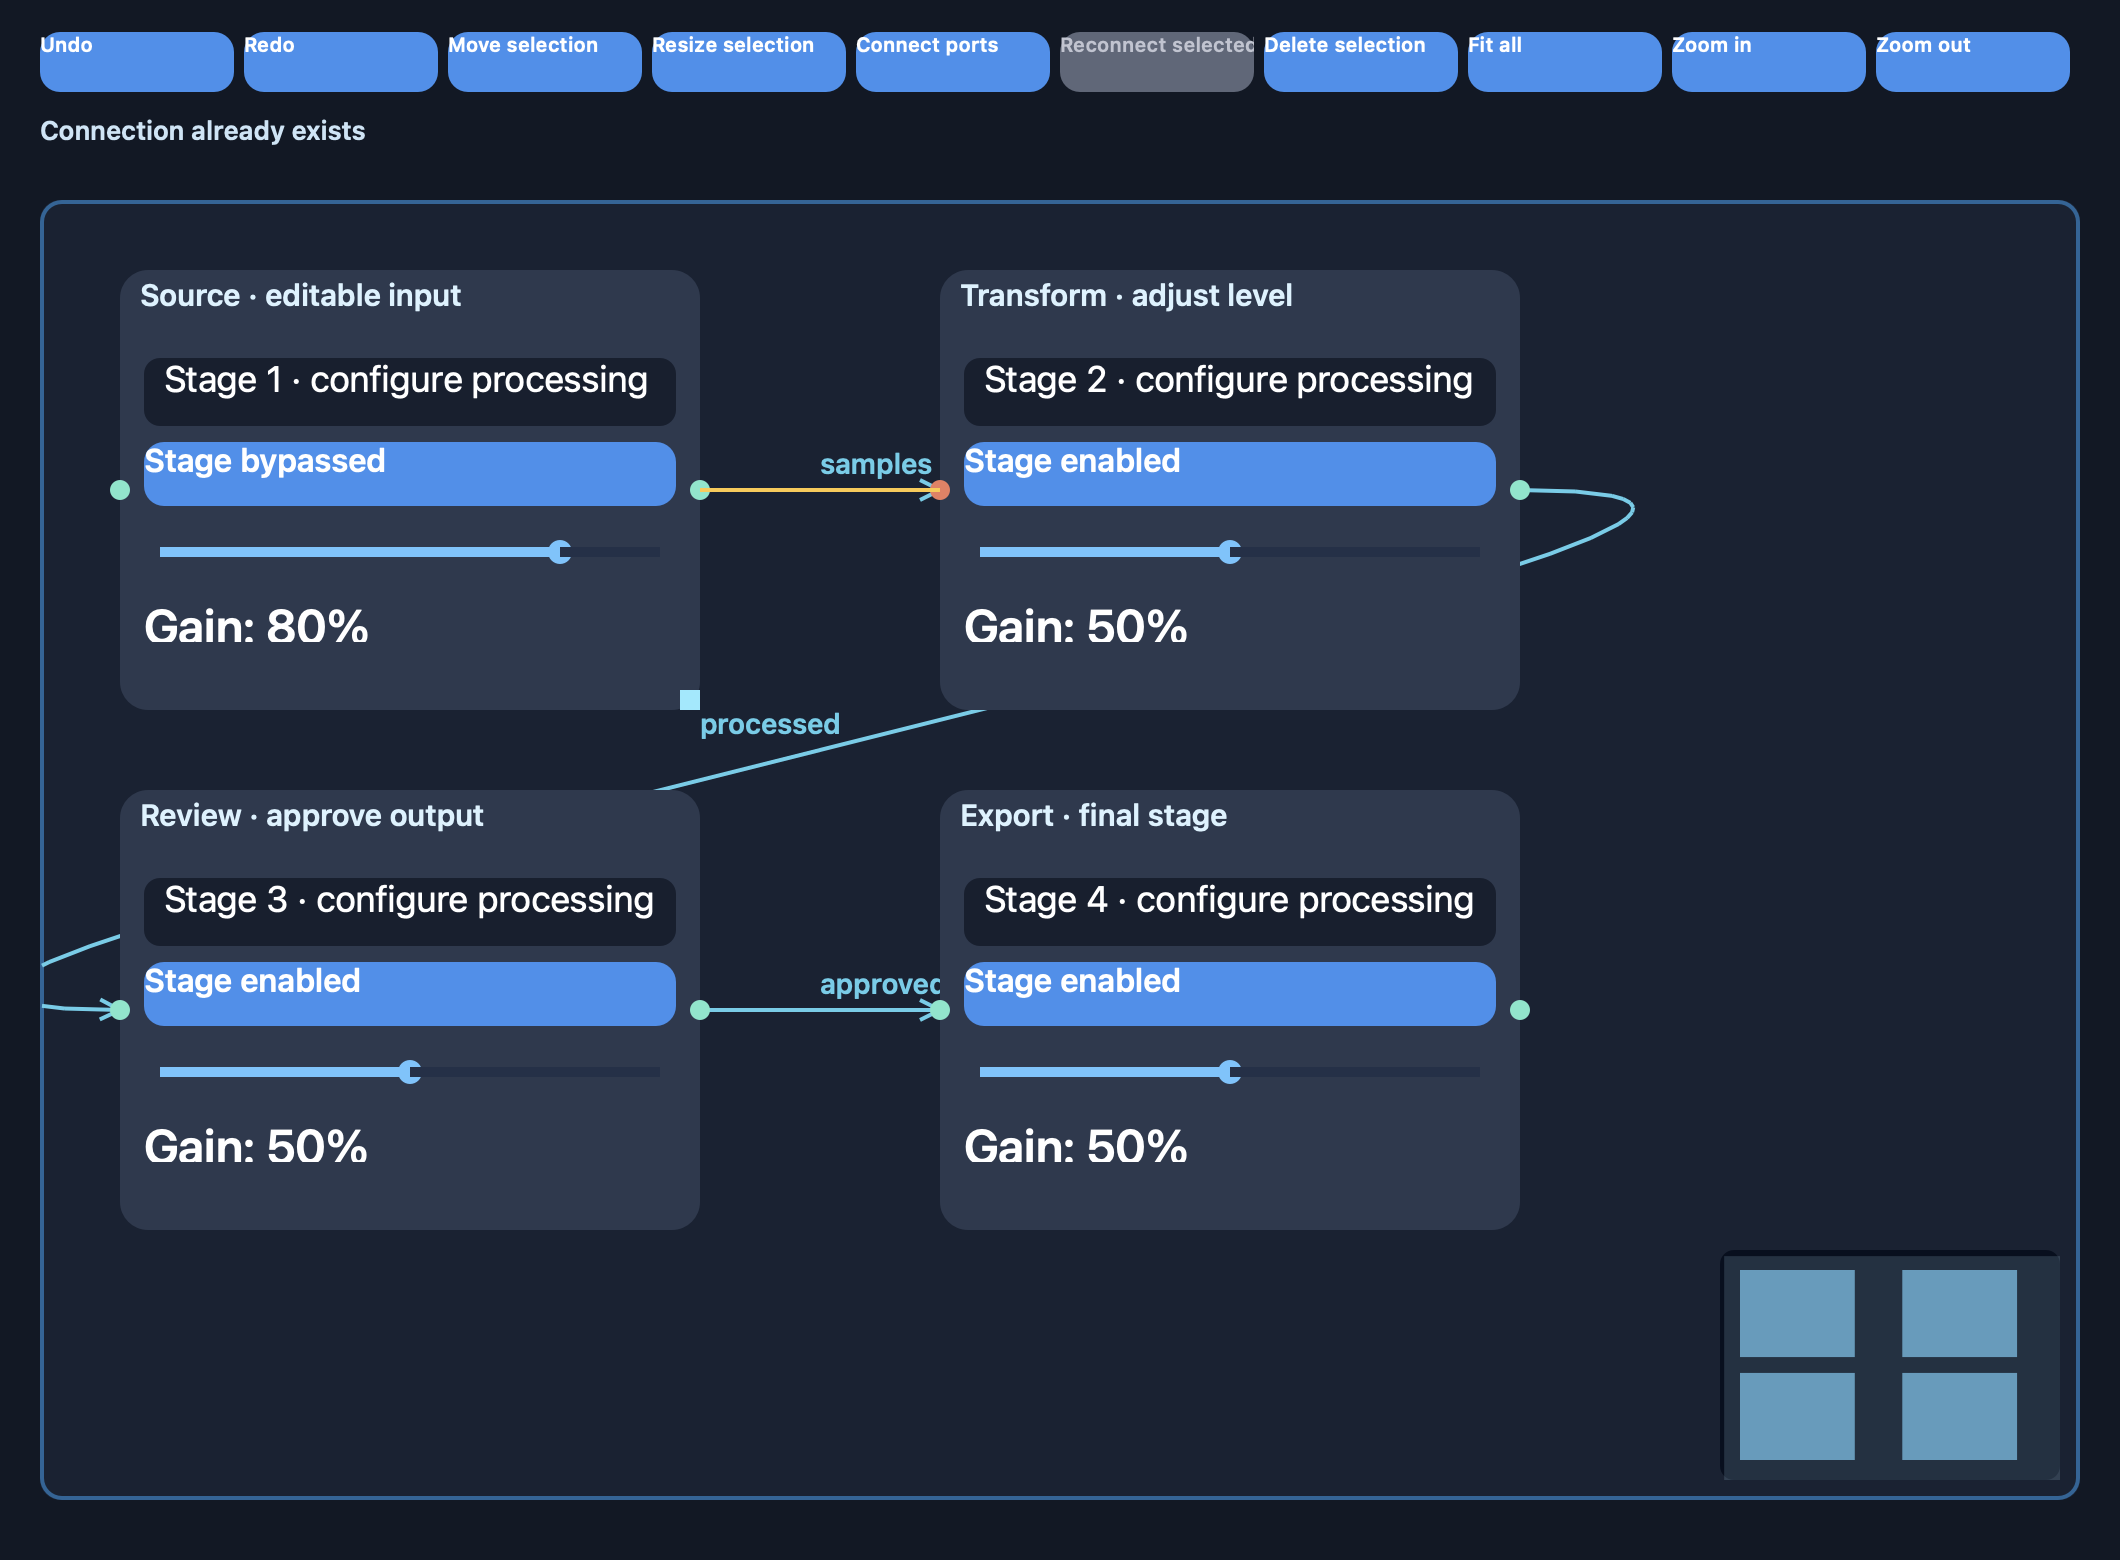 Undo
Redo
Move selection
Resize selection
Connect ports
Reconnect selected
Delete selection
Fit all
Zoom in
Zoom out
Connection already exists
Source · editable input
Stage 1 · configure processing
Stage bypassed
Gain: 80%
samples
Transform · adjust level
Stage 2 · configure processing
Stage enabled
Gain: 50%
processed
Review · approve output
Stage 3 · configure processing
Stage enabled
Gain: 50%
approved
Export · final stage
Stage 4 · configure processing
Stage enabled
Gain: 50%